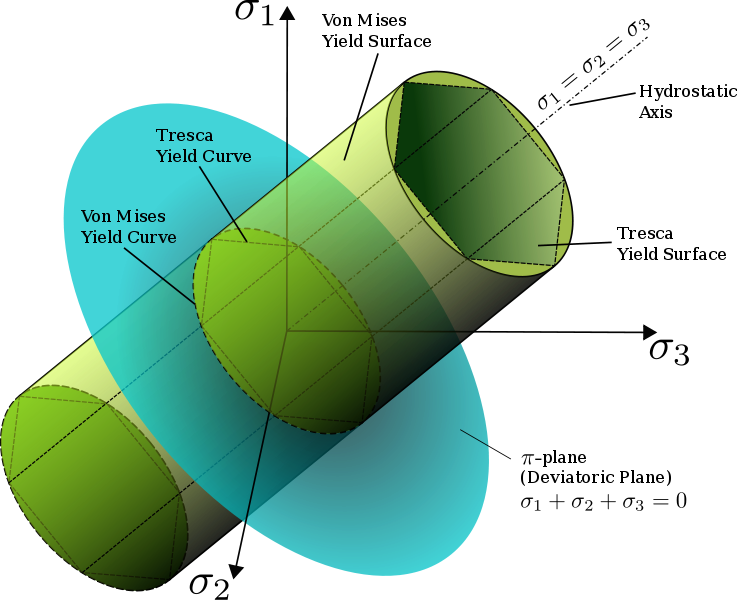 σ1
Von Mises
Yield Surface
σ1 = σ2 = σ3
Hydrostatic
Axis
Tresca
Yield Curve
Von Mises
Yield Curve
Tresca
Yield Surface
σ3
π-plane
(Deviatoric Plane)
σ1 + σ2 + σ3 = 0
σ2